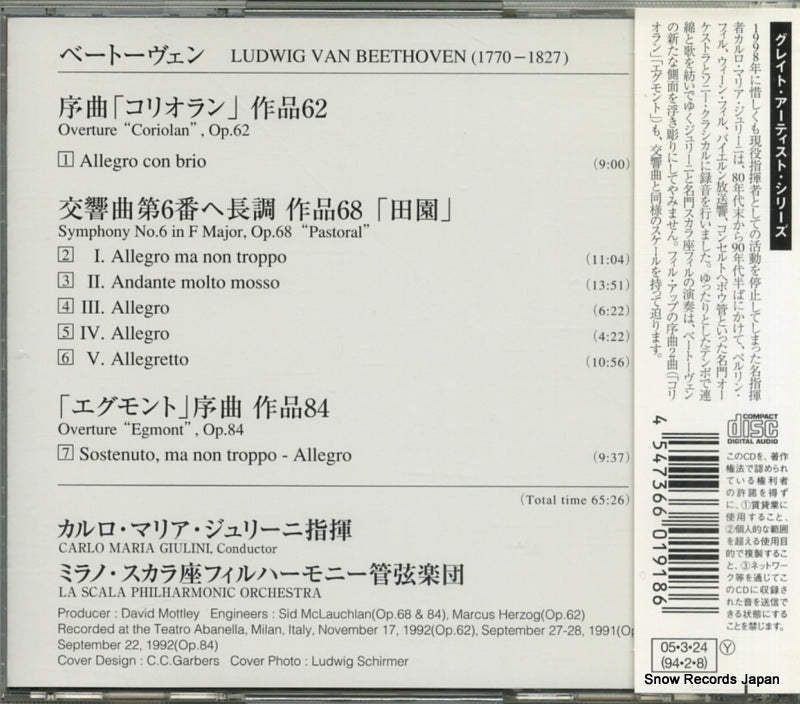 ベートーヴェン LUDWIG VAN BEETHOVEN (1770－1827)
序曲「コリオラン」 作品62
Overture “Coriolan”, Op.62
1 Allegro con brio (9:00)
交響曲第6番ヘ長調 作品68「田園」
Symphony No.6 in F Major, Op.68 “Pastoral”
2 I. Allegro ma non troppo (11:04)
3 II. Andante molto mosso (13:51)
4 III. Allegro (6:22)
5 IV. Allegro (4:22)
6 V. Allegretto (10:56)
「エグモント」序曲 作品84
Overture “Egmont”, Op.84
7 Sostenuto, ma non troppo - Allegro (9:37)
(Total time 65:26)
カルロ・マリア・ジュリーニ指揮
CARLO MARIA GIULINI, Conductor
ミラノ・スカラ座フィルハーモニー管弦楽団
LA SCALA PHILHARMONIC ORCHESTRA
Producer : David Mottley Engineers : Sid McLauchlan(Op.68 & 84), Marcus Herzog(Op.62)
Recorded at the Teatro Abanella, Milan, Italy, November 17, 1992(Op.62), September 27-28, 1991(Op
September 22, 1992(Op.84)
Cover Design : C.C.Garbers Cover Photo : Ludwig Schirmer
グレイト・アーティスト・シリーズ
1998年に惜しくも現役指揮者としての活動を停止してしまった名指揮
者カルロ・マリア・ジュリーニは、80年代末から90年代半ばにかけて、ベルリン・
フィル、ウィーン・フィル、バイエルン放送響、コンセルトヘボウ管といった名門オー
ケストラとソニー・クラシカルに録音を行いました。ゆったりとしたテンポで連
綿と歌を紡いでゆくジュリーニと名門スカラ座フィルの演奏は、ベートーヴェン
の新たな側面を浮き彫りにしてやみません。フィル・アップの序曲2曲(「コリ
オラン」「エグモント」)も、交響曲と同様のスケールを持って迫ります。
COMPACT
disc
DIGITAL AUDIO
4 547366 019186
このCDを、著作
権法で認められ
ている権利者
の許諾を得ず
に、①賃貸業に
使用すること、
②個人的な範囲
を超える使用目
的で複製するこ
と、③ネットワー
ク等を通じてこ
のCDに収録され
た音を送信で
きる状態にする
ことを禁じます。
05・3・24
(94・2・8)
Y
Snow Records Japan